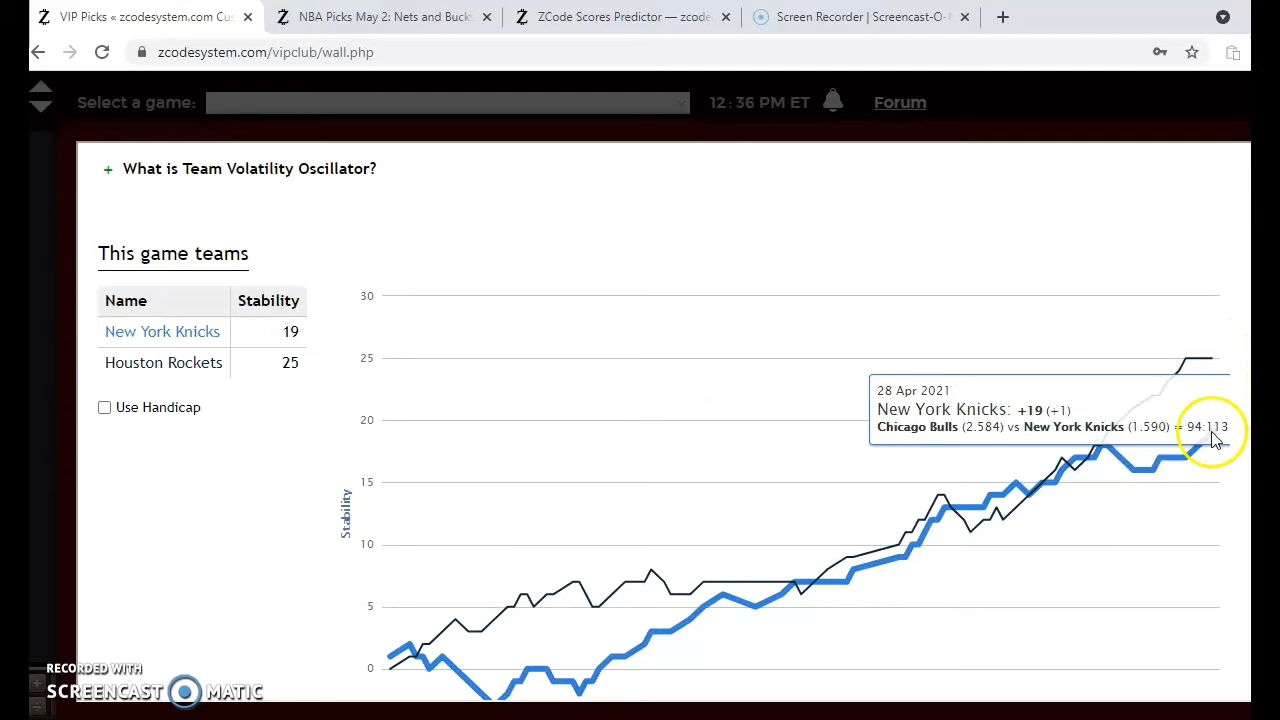 VIP Picks « zcodesystem.com Cus
NBA Picks May 2: Nets and Bucks
ZCode Scores Predictor — zcode
Screen Recorder | Screencast-O-
zcodesystem.com/vipclub/wall.php
Select a game:
12:36 PM ET
Forum
+ What is Team Volatility Oscillator?
This game teams
Name Stability
New York Knicks 19
Houston Rockets 25
Use Handicap
30
25
20
15
10
5
0
Stability
28 Apr 2021
New York Knicks: +19 (+1)
Chicago Bulls (2.584) vs New York Knicks (1.590) = 94:113
RECORDED WITH
SCREENCAST MATIC